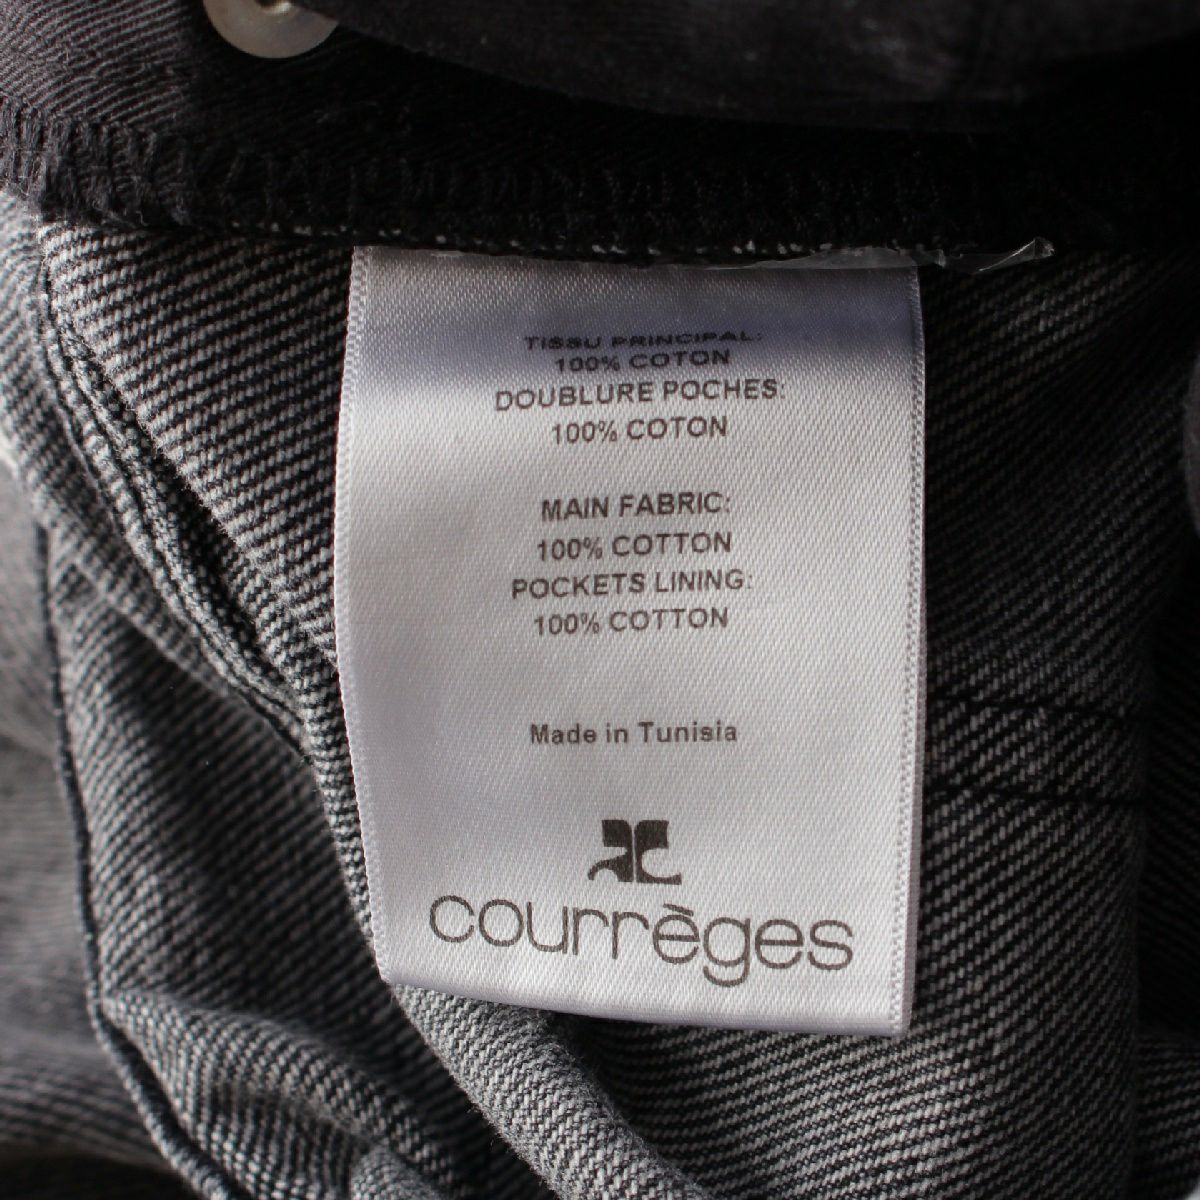 TISSU PRINCIPAL:
100% COTON
DOUBLURE POCHES:
100% COTON
MAIN FABRIC:
100% COTTON
POCKETS LINING:
100% COTTON
Made in Tunisia
courrèges